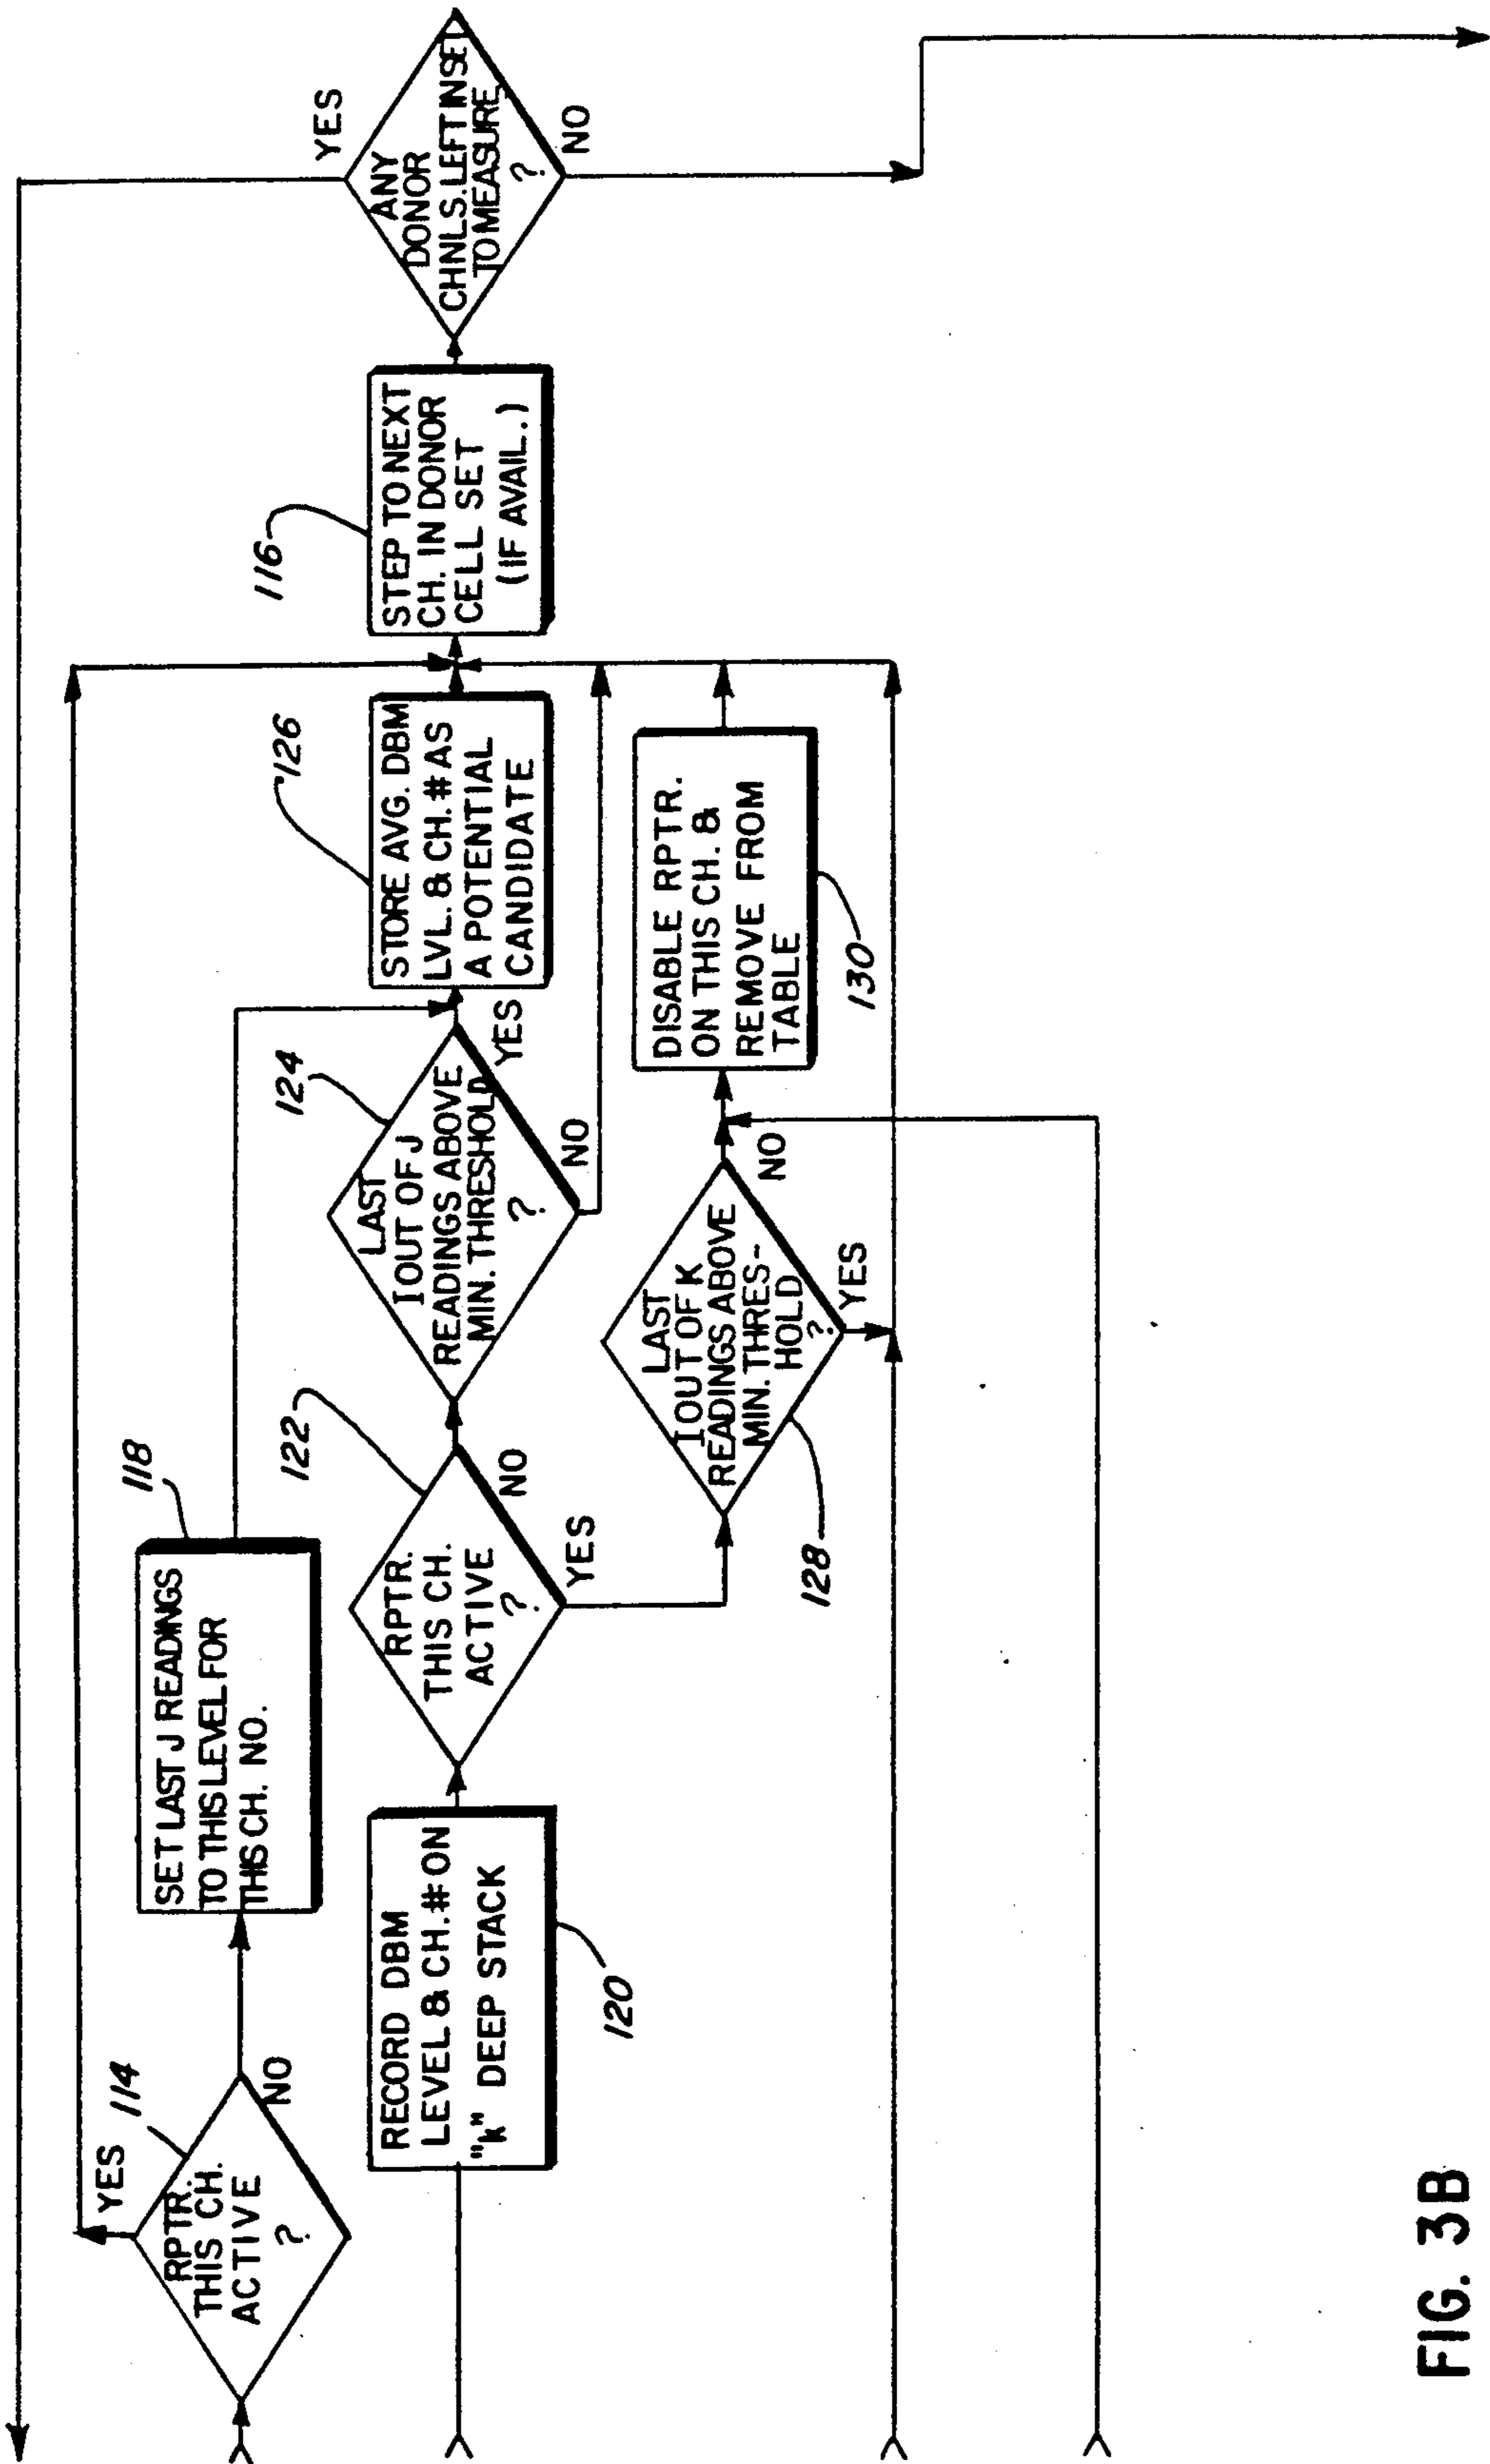 YES
RPTR.
THIS CH.
ACTIVE
?
114
NO
SET LAST J READINGS
TO THIS LEVEL FOR
THIS CH. NO.
118
RECORD DBM
LEVEL & CH.# ON
"k" DEEP STACK
120
RPTR.
THIS CH.
ACTIVE
?
122
NO
YES
LAST
I OUT OF J
READINGS ABOVE
MIN. THRESHOLD
?
124
YES
NO
STORE AVG. DBM
LVL. & CH. # AS
A POTENTIAL
CANDIDATE
126
LAST
I OUT OF K
READINGS ABOVE
MIN. THRES-
HOLD
?
128
NO
YES
DISABLE RPTR.
ON THIS CH. &
REMOVE FROM
TABLE
130
STEP TO NEXT
CH. IN DONOR
CELL SET
(IF AVAIL.)
116
ANY
DONOR
CHNLS. LEFT IN SET
TO MEASURE
?
YES
NO
FIG. 3B